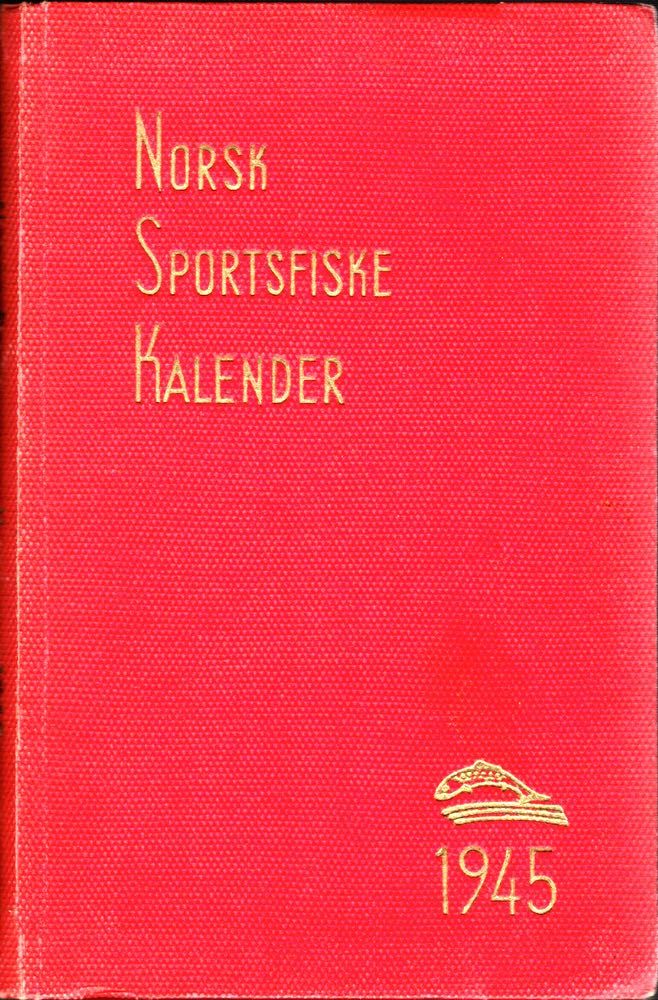 NORSK
SPORTSFISKE
KALENDER
1945